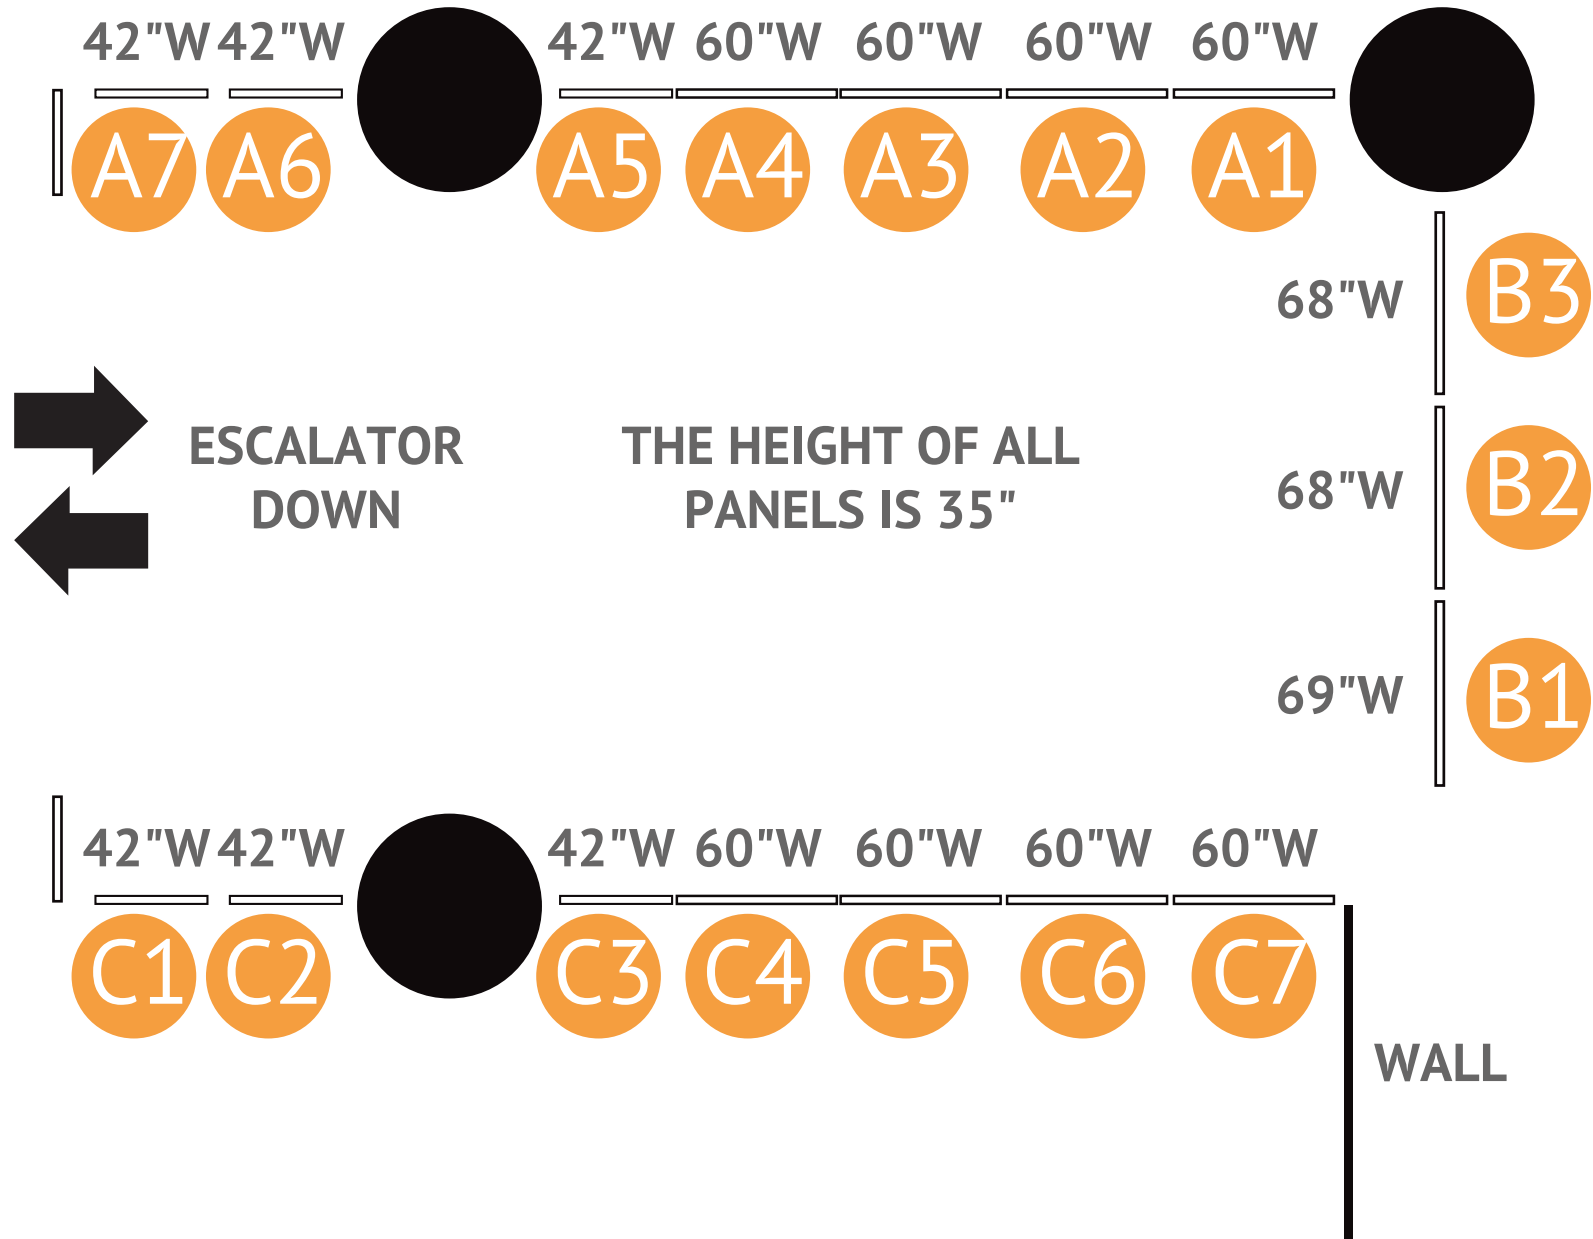 42"W 42"W 42"W 60"W 60"W 60"W 60"W
A7 A6 A5 A4 A3 A2 A1
B3
68"W
ESCALATOR
DOWN
THE HEIGHT OF ALL
PANELS IS 35"
68"W
B2
69"W
B1
42"W 42"W 42"W 60"W 60"W 60"W 60"W
C1 C2 C3 C4 C5 C6 C7
WALL